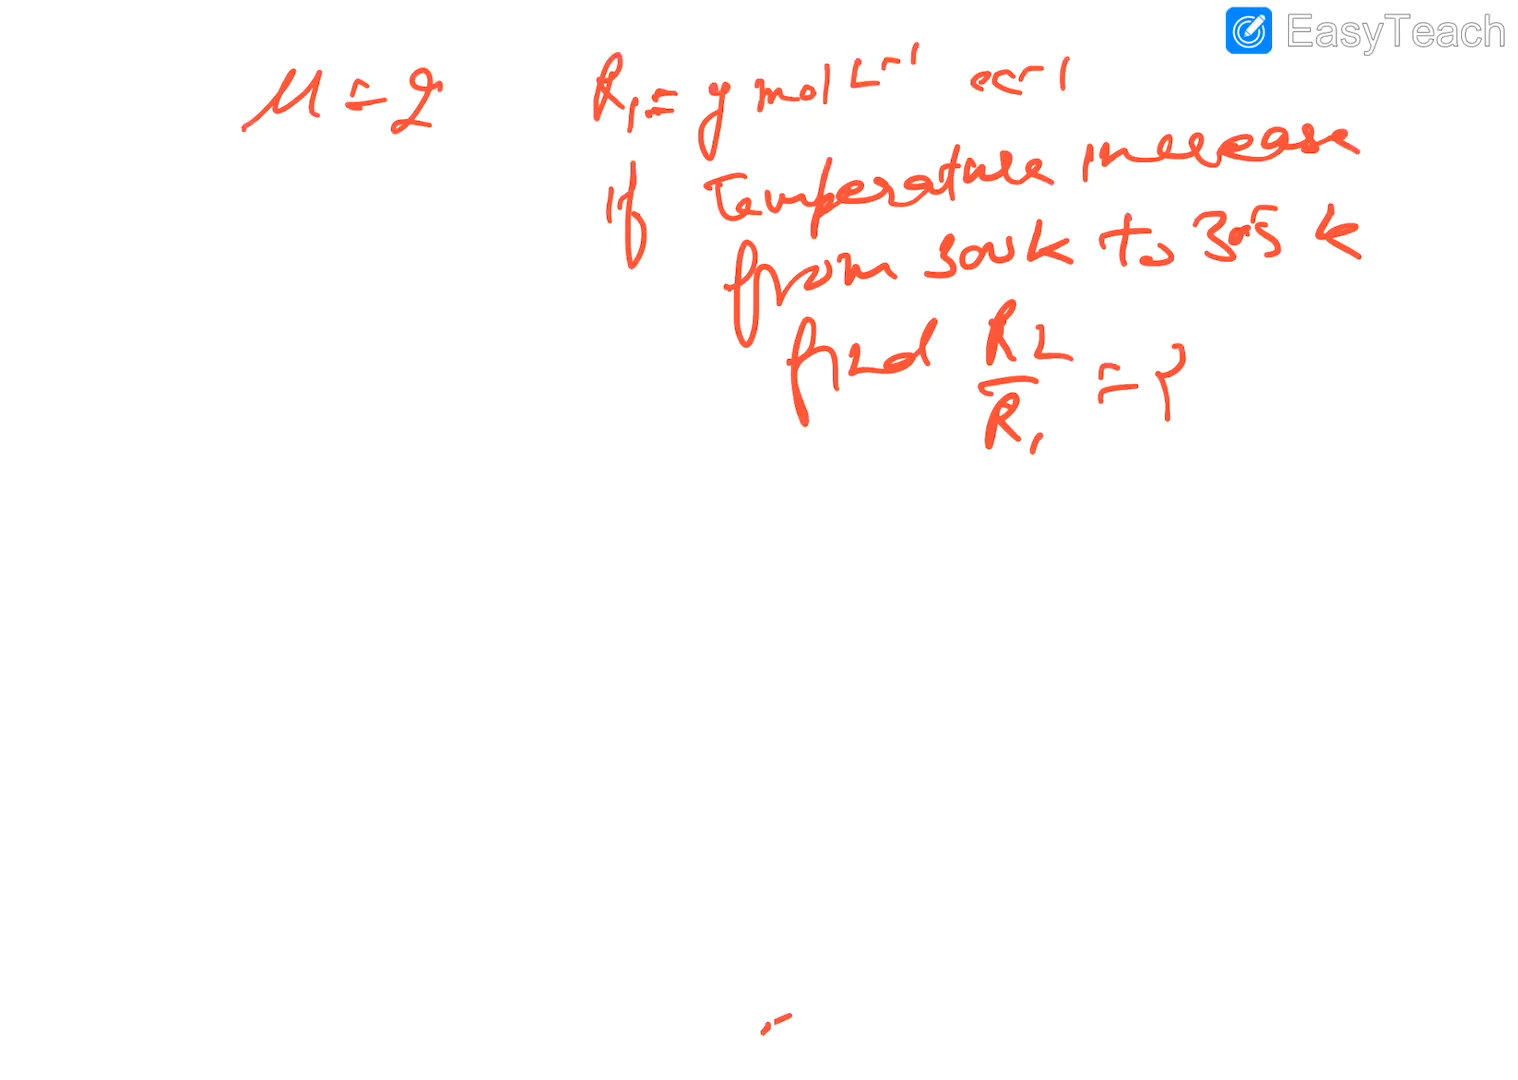 EasyTeach
μ = 2 R₁ = y mol L⁻¹ sec⁻¹
if Temperature increase
from 300k to 305 k
find R2/R₁ = ?